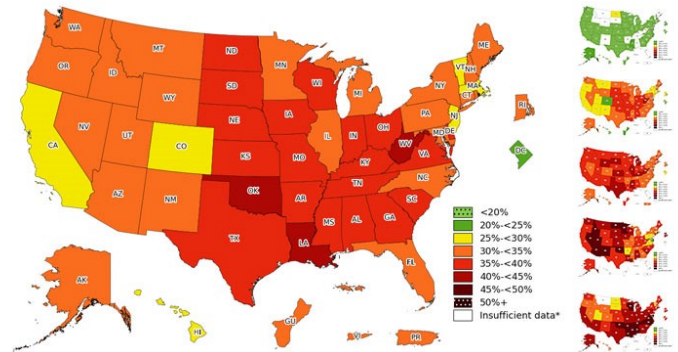 WA
ME
MT
ND
OR
MN
VT
NH
ID
SD
WI
NY
MA
WY
MI
CT
RI
IA
PA
NE
NJ
NV
OH
MD
DE
UT
IL
IN
CA
CO
WV
DC
KS
MO
KY
VA
NC
TN
AZ
OK
NM
AR
SC
MS
AL
GA
TX
LA
AK
FL
HI
GU
VI
PR
<20%
20%-<25%
25%-<30%
30%-<35%
35%-<40%
40%-<45%
45%-<50%
50%+
Insufficient data*